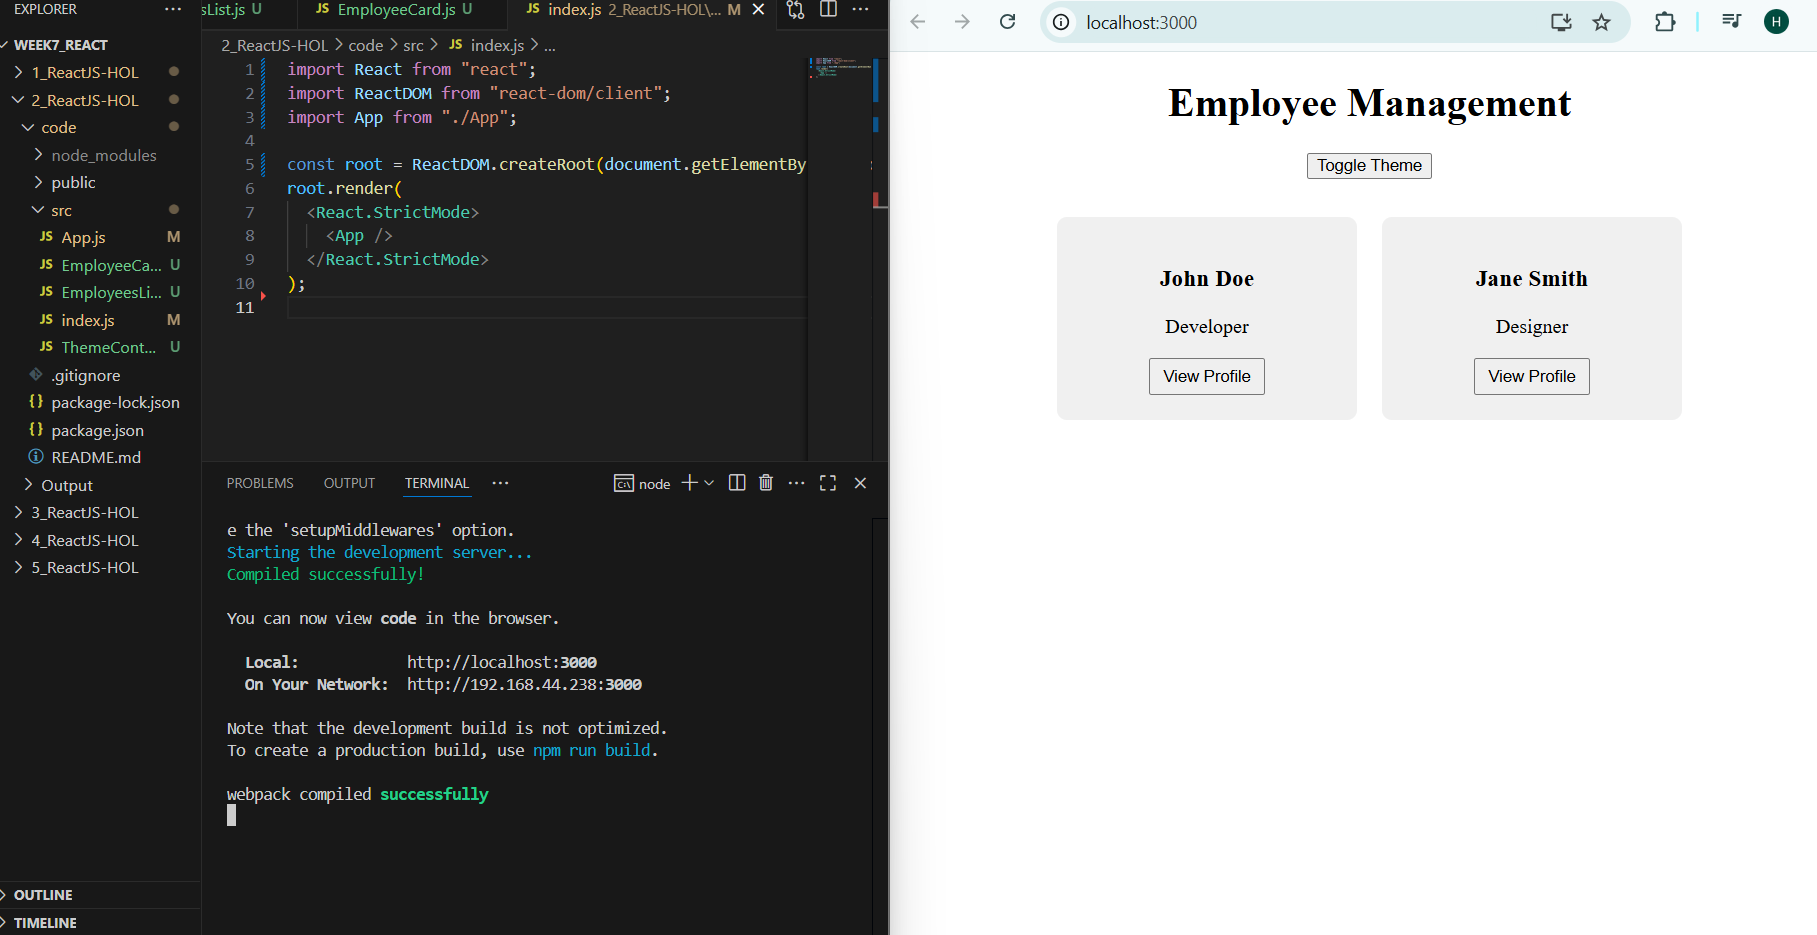 EXPLORER
WEEK7_REACT
1_ReactJS-HOL
2_ReactJS-HOL
code
node_modules
public
src
App.js M
EmployeeCa... U
EmployeesLi... U
index.js M
ThemeCont... U
.gitignore
package-lock.json
package.json
README.md
Output
3_ReactJS-HOL
4_ReactJS-HOL
5_ReactJS-HOL
OUTLINE
TIMELINE
sList.js U
JS EmployeeCard.js U
JS index.js 2_ReactJS-HOL\... M
2_ReactJS-HOL > code > src > JS index.js > ...
1 import React from "react";
2 import ReactDOM from "react-dom/client";
3 import App from "./App";
4
5 const root = ReactDOM.createRoot(document.getElementBy
6 root.render(
7 <React.StrictMode>
8 <App />
9 </React.StrictMode>
10 );
11
PROBLEMS OUTPUT TERMINAL ... node
e the 'setupMiddlewares' option.
Starting the development server...
Compiled successfully!
You can now view code in the browser.
Local: http://localhost:3000
On Your Network: http://192.168.44.238:3000
Note that the development build is not optimized.
To create a production build, use npm run build.
webpack compiled successfully
localhost:3000
H
Employee Management
Toggle Theme
John Doe
Developer
View Profile
Jane Smith
Designer
View Profile